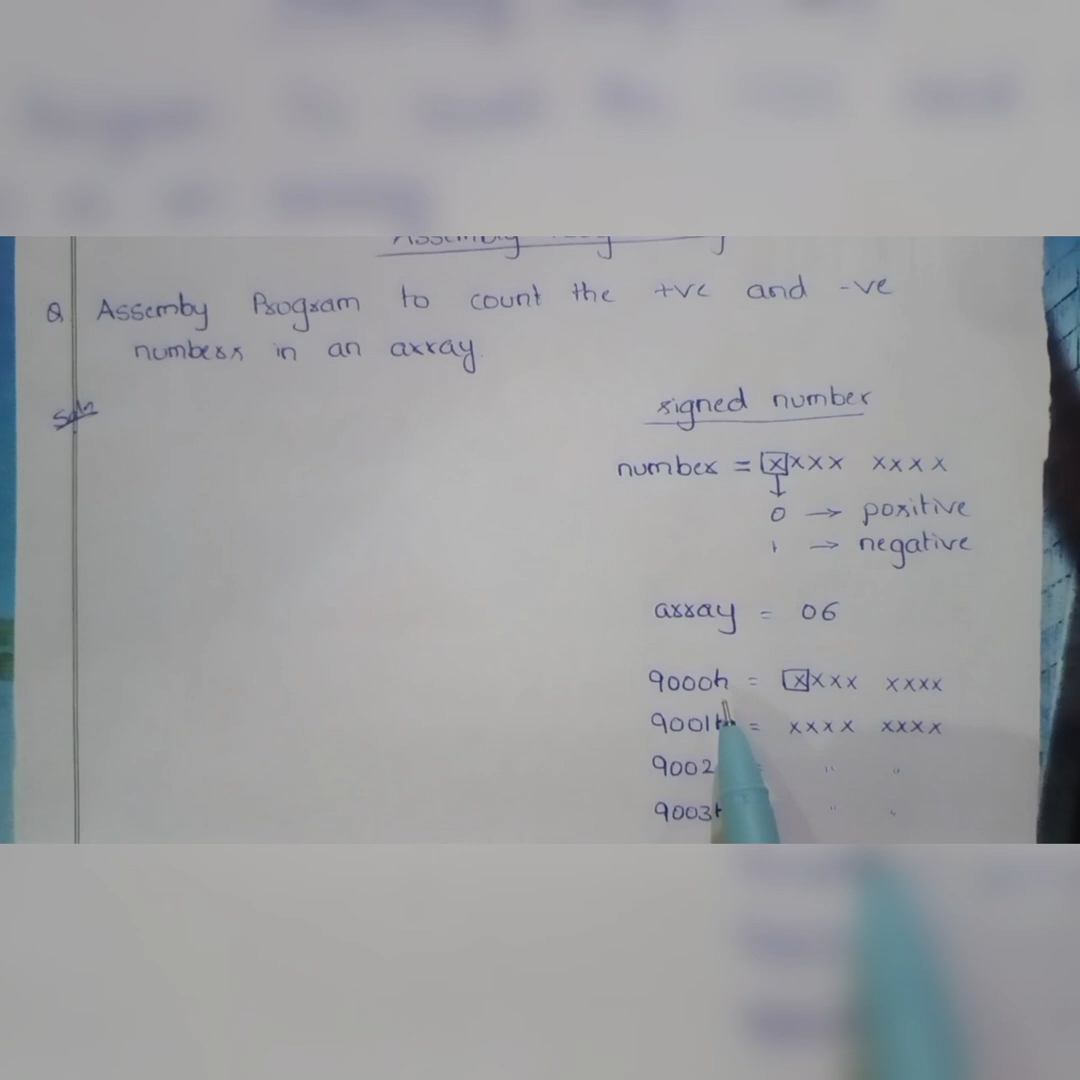 Q Assemby Program to count the +ve and -ve
numbers in an array.
Soln
signed number
number = xxxx xxxx
0 → positive
1 → negative
array = 06
9000h = xxxx xxxx
9001h = xxxx xxxx
9002 = " "
9003h " "